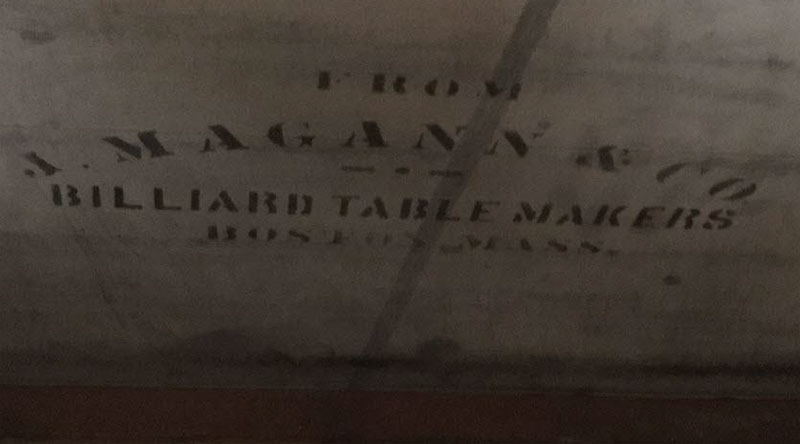 FROM
J. MAGANN & CO
BILLIARD TABLE MAKERS
BOSTON MASS.